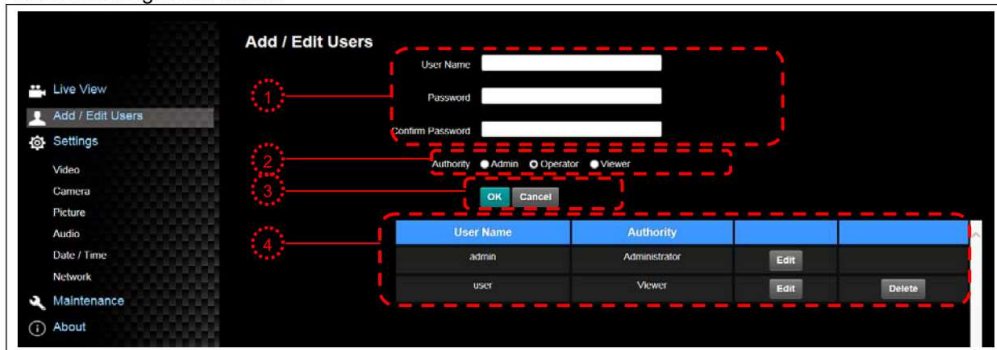 Add / Edit Users
User Name
Live View
1
Password
Add / Edit Users
Settings
Confirm Password
2
Authority Admin Operator Viewer
Video
3
OK Cancel
Camera
Picture
4
User Name Authority
Audio
admin Administrator Edit
Date / Time
Network
user Viewer Edit Delete
Maintenance
About